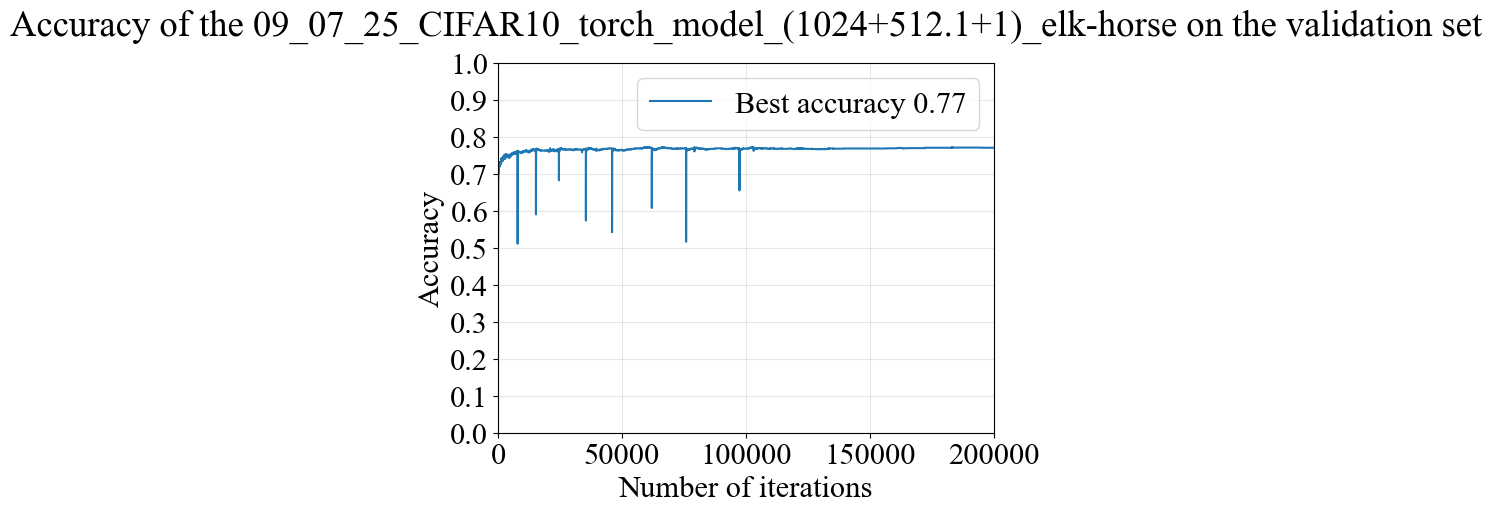 Accuracy of the 09_07_25_CIFAR10_torch_model_(1024+512.1+1)_elk-horse on the validation set
1.0
0.9
0.8
0.7
0.6
0.5
0.4
0.3
0.2
0.1
0.0
Accuracy
Best accuracy 0.77
0 50000 100000 150000 200000
Number of iterations